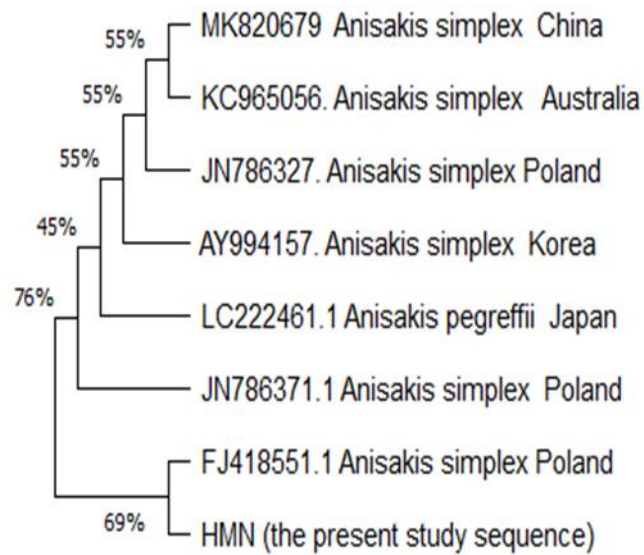 55%
MK820679 Anisakis simplex China
55%
KC965056. Anisakis simplex Australia
55%
JN786327. Anisakis simplex Poland
45%
AY994157. Anisakis simplex Korea
76%
LC222461.1 Anisakis pegreffii Japan
JN786371.1 Anisakis simplex Poland
FJ418551.1 Anisakis simplex Poland
69%
HMN (the present study sequence)